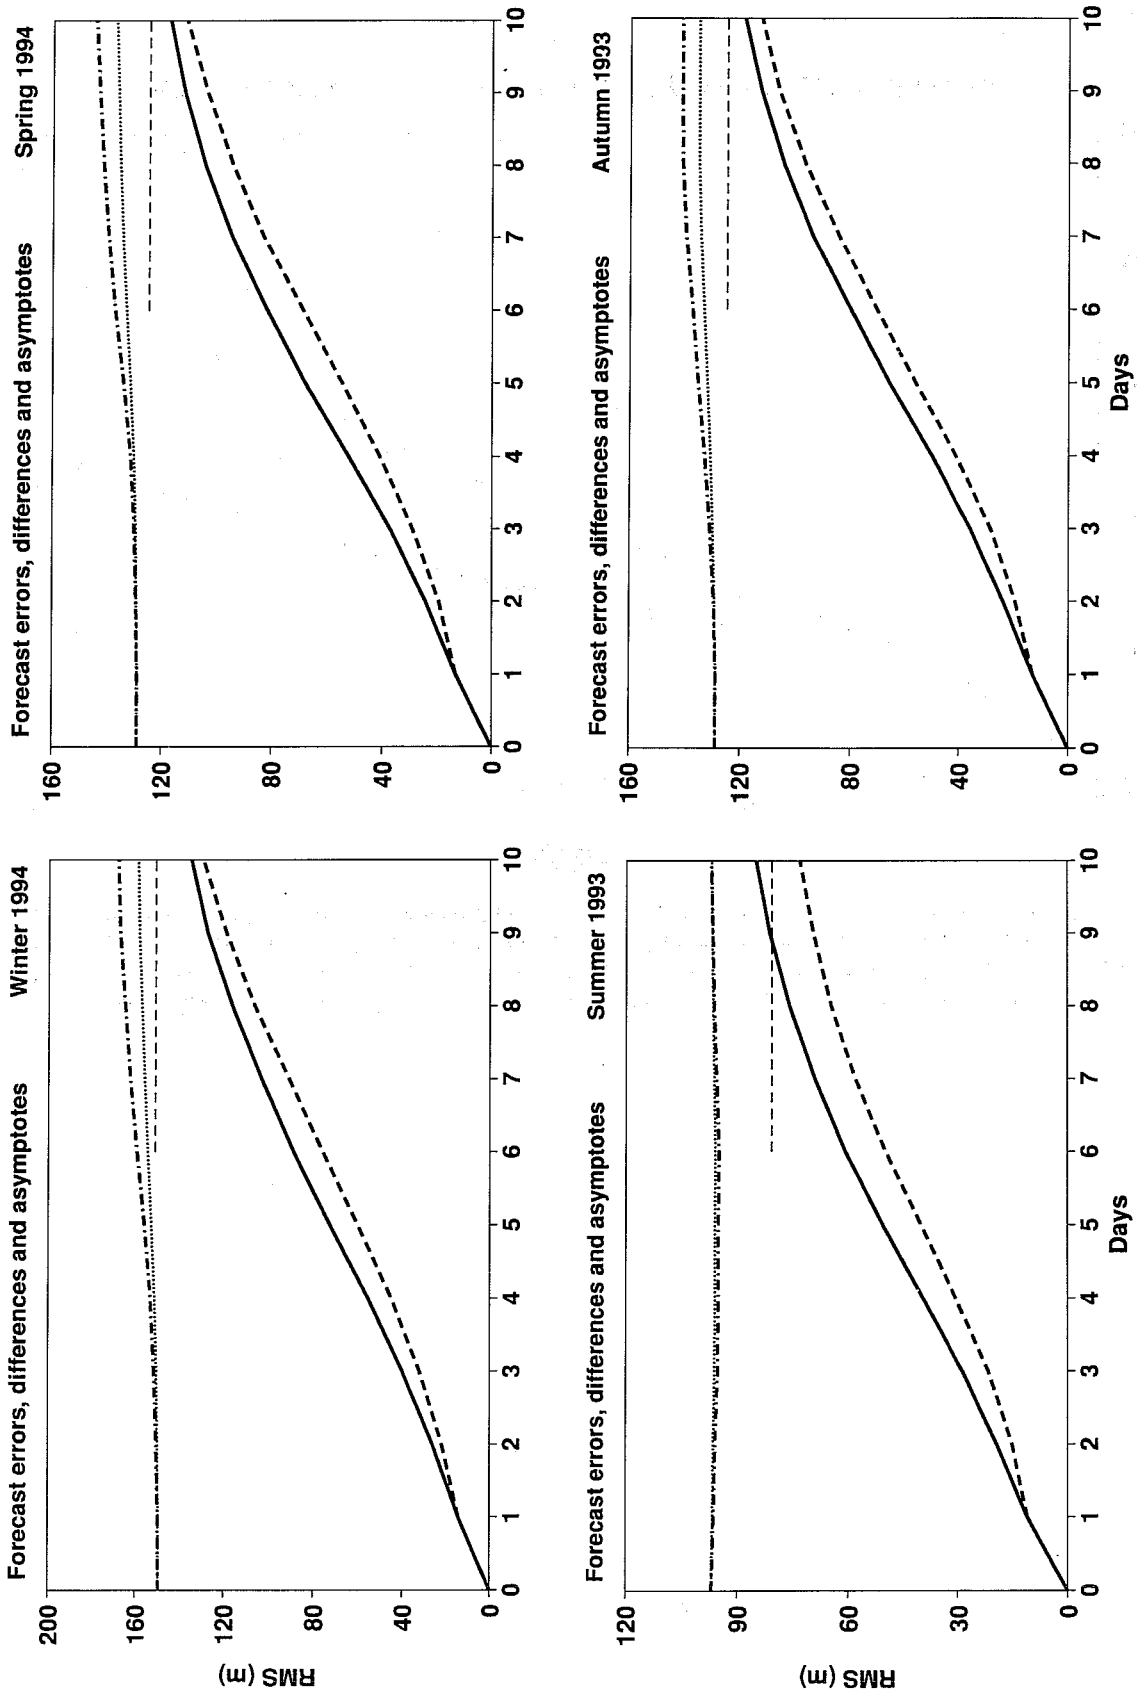 Forecast errors, differences and asymptotes Winter 1994
200
160
120
80
40
0
RMS (m)
0 1 2 3 4 5 6 7 8 9 10
Forecast errors, differences and asymptotes Spring 1994
160
120
80
40
0
0 1 2 3 4 5 6 7 8 9 10
Forecast errors, differences and asymptotes Summer 1993
120
90
60
30
0
RMS (m)
0 1 2 3 4 5 6 7 8 9 10
Days
Forecast errors, differences and asymptotes Autumn 1993
160
120
80
40
0
0 1 2 3 4 5 6 7 8 9 10
Days